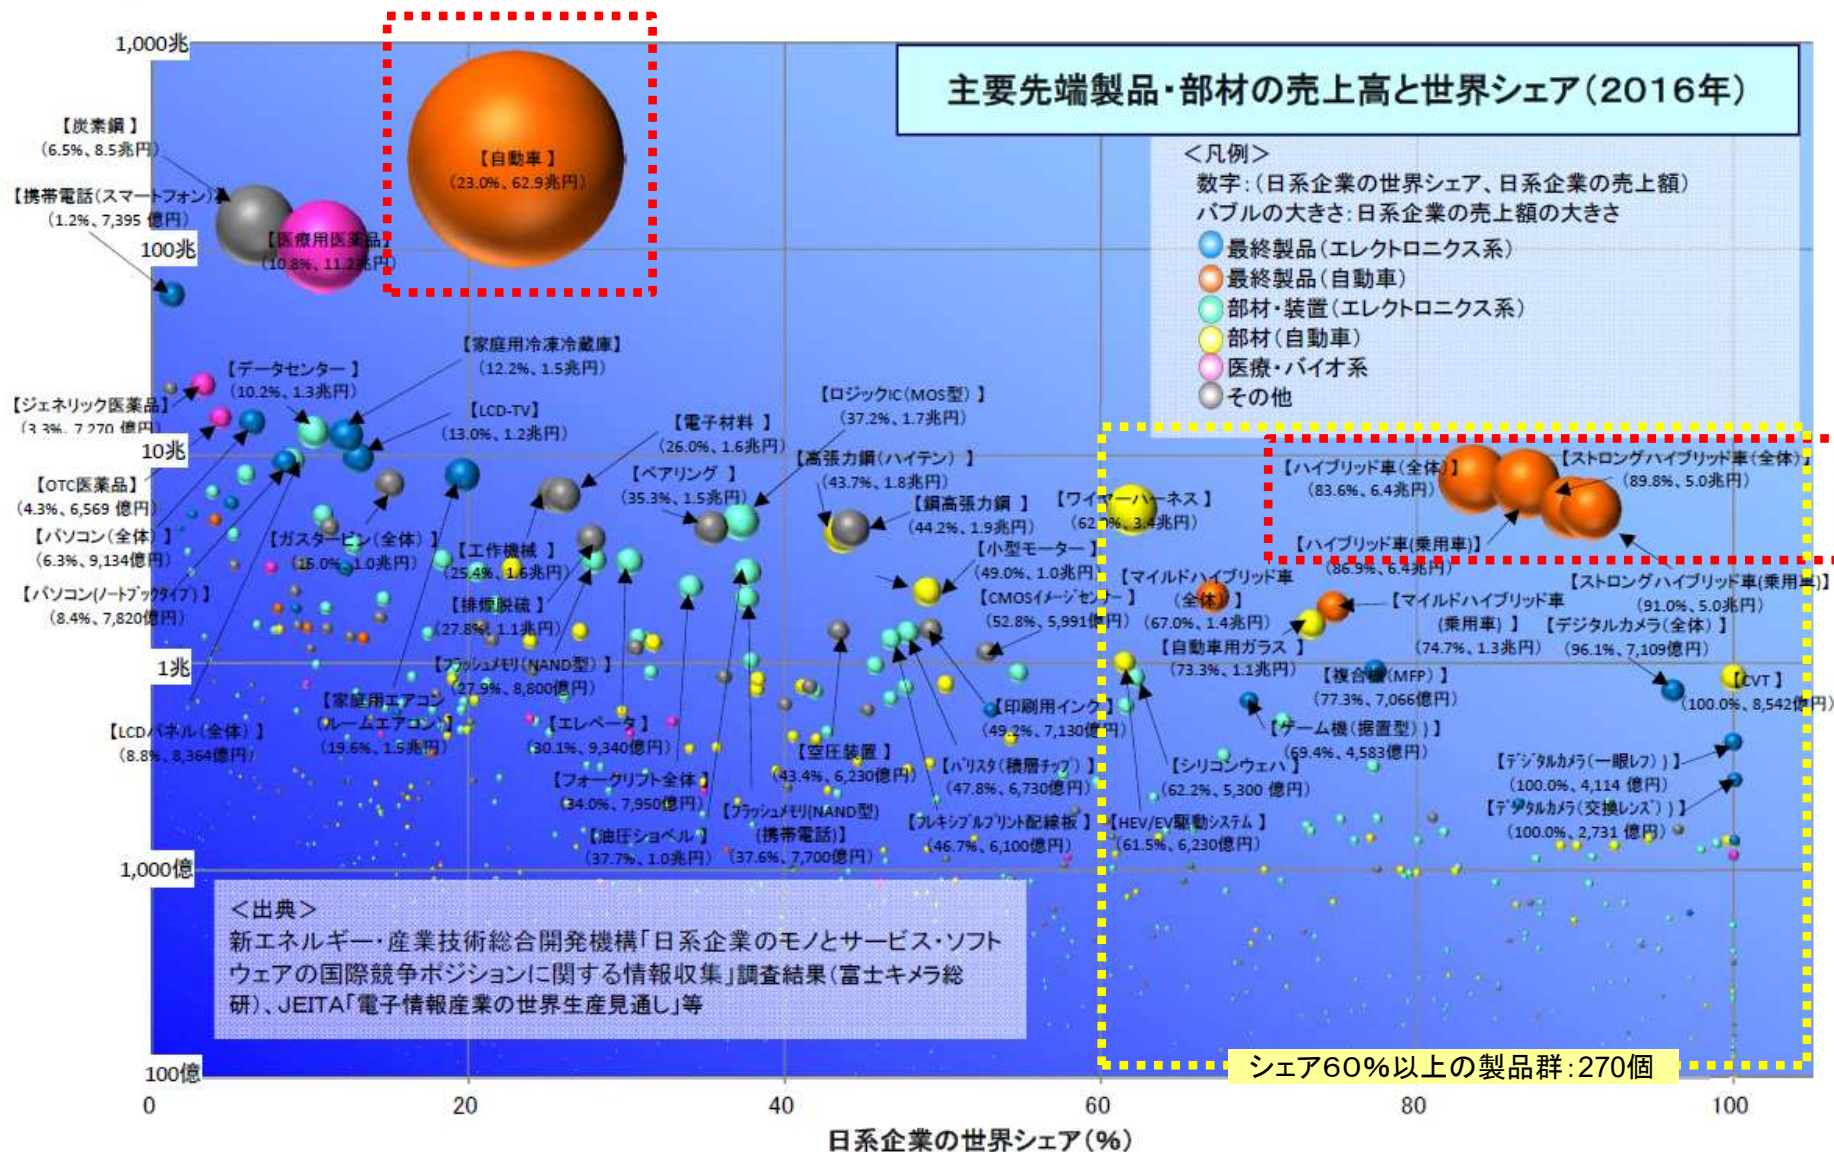 主要先端製品・部材の売上高と世界シェア（2016年）
＜凡例＞
数字：（日系企業の世界シェア、日系企業の売上額）
バブルの大きさ：日系企業の売上額の大きさ
最終製品（エレクトロニクス系）
最終製品（自動車）
部材・装置（エレクトロニクス系）
部材（自動車）
医療・バイオ系
その他
1,000兆
100兆
10兆
1兆
1,000億
100億
【炭素鋼 】
（6.5%、8.5兆円）
【携帯電話（スマートフォン）】
（1.2%、7,395 億円）
【医療用医薬品】
（10.8%、11.2兆円）
【自動車 】
（23.0%、62.9兆円）
【データセンター 】
（10.2%、1.3兆円）
【家庭用冷凍冷蔵庫】
（12.2%、1.5兆円）
【ジェネリック医薬品】
（3.3%、7,270 億円）
【LCD-TV】
（13.0%、1.2兆円）
【OTC医薬品】
（4.3%、6,569 億円）
【パソコン（全体） 】
（6.3%、9,134億円）
【パソコン(ノートブックタイプ) 】
（8.4%、7,820億円）
【LCDパネル（全体） 】
（8.8%、8,364億円）
【ガスタービン（全体） 】
（15.0%、1.0兆円）
【家庭用エアコン
（ルームエアコン） 】
（19.6%、1.5兆円）
【電子材料 】
（26.0%、1.6兆円）
【工作機械 】
（25.4%、1.6兆円）
【排煙脱硫 】
（27.8%、1.1兆円）
【フラッシュメモリ（NAND型） 】
（27.9%、8,800億円）
【エレベータ 】
（30.1%、9,340億円）
【フォークリフト全体 】
（34.0%、7,950億円）
【油圧ショベル 】
（37.7%、1.0兆円）
【フラッシュメモリ(NAND型)
（携帯電話）】
（37.6%、7,700億円）
【ベアリング 】
（35.3%、1.5兆円）
【ロジックIC（MOS型） 】
（37.2%、1.7兆円）
【高張力鋼（ハイテン） 】
（43.7%、1.8兆円）
【鋼高張力鋼 】
（44.2%、1.9兆円）
【小型モーター 】
（49.0%、1.0兆円）
【CMOSイメージセンサー 】
（52.8%、5,991億円）
【印刷用インク 】
（49.2%、7,130億円）
【空圧装置 】
（43.4%、6,230億円）
【バリスタ（積層チップ） 】
（47.8%、6,730億円）
【フレキシブルプリント配線板 】
（46.7%、6,100億円）
【ワイヤーハーネス 】
（62.0%、3.4兆円）
【HEV/EV駆動システム 】
（61.5%、6,230億円）
【シリコンウェハ 】
（62.2%、5,300 億円）
【マイルドハイブリッド車
（全体） 】
（67.0%、1.4兆円）
【自動車用ガラス 】
（73.3%、1.1兆円）
【マイルドハイブリッド車
（乗用車） 】
（74.7%、1.3兆円）
【複合機（MFP） 】
（77.3%、7,066億円）
【ゲーム機（据置型） 】
（69.4%、4,583億円）
【ハイブリッド車（全体） 】
（83.6%、6.4兆円）
【ハイブリッド車(乗用車)】
（86.9%、6.4兆円）
【ストロングハイブリッド車（全体） 】
（89.8%、5.0兆円）
【ストロングハイブリッド車(乗用車)】
（91.0%、5.0兆円）
【デジタルカメラ（全体） 】
（96.1%、7,109億円）
【CVT 】
（100.0%、8,542億円）
【デジタルカメラ（一眼レフ） 】
（100.0%、4,114 億円）
【デジタルカメラ（交換レンズ） 】
（100.0%、2,731 億円）
＜出典＞
新エネルギー・産業技術総合開発機構「日系企業のモノとサービス・ソフト
ウェアの国際競争ポジションに関する情報収集」調査結果（富士キメラ総
研）、JEITA「電子情報産業の世界生産見通し」等
シェア６０％以上の製品群：270個
0
20
40
60
80
100
日系企業の世界シェア（％）